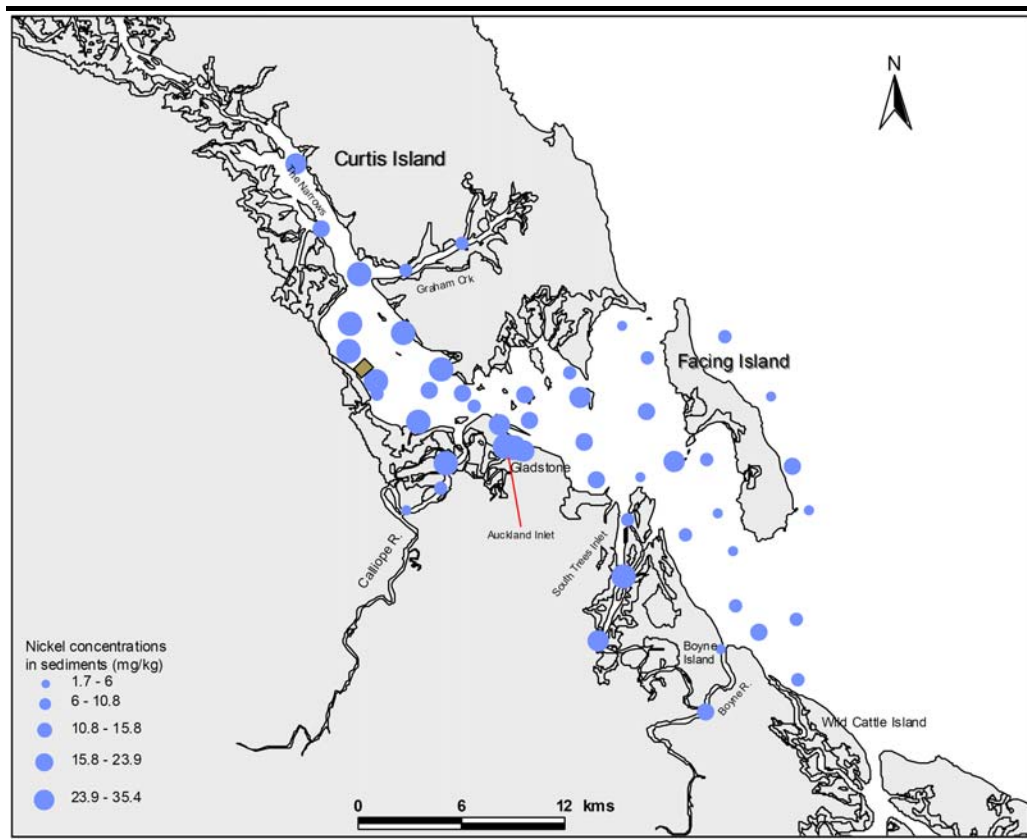 N
Curtis Island
The Narrows
Graham Crk
Facing Island
Gladstone
Auckland Inlet
Calliope R.
South Trees Inlet
Boyne
Island
Boyne R.
Wild Cattle Island
Nickel concentrations
in sediments (mg/kg)
1.7 - 6
6 - 10.8
10.8 - 15.8
15.8 - 23.9
23.9 - 35.4
0 6 12 kms